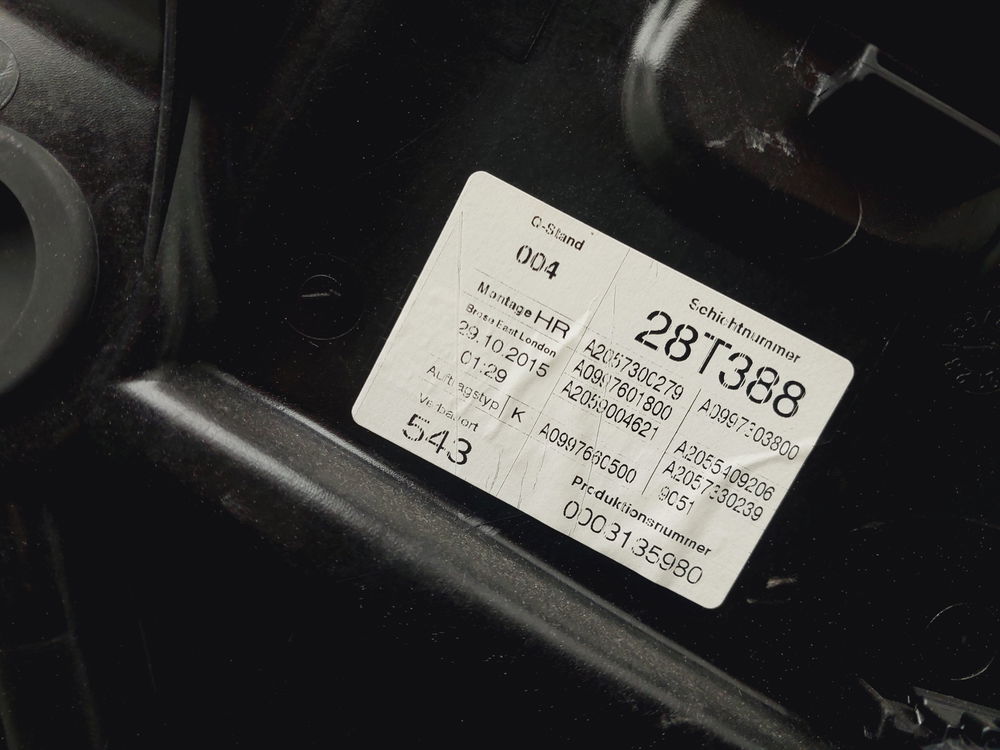 Q-Stand
004
Schichtnummer
28T388
Montage HR
Brose East London
29.10.2015
01:29
Auftragstyp K
Verbauort
543
A2057300279
A0997601800
A2059004621
A0997660500
A0997303800
A2055409206
A2057330239
9051
Produktionsnummer
0003135980